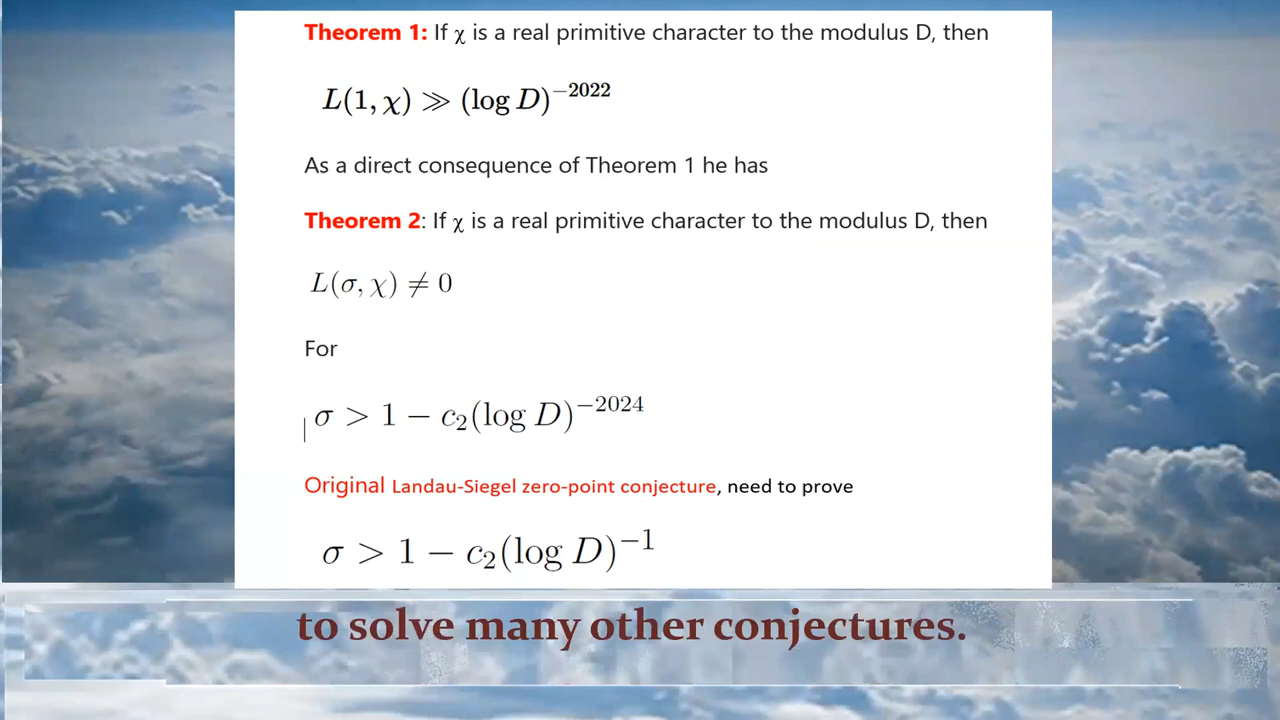 Theorem 1: If χ is a real primitive character to the modulus D, then
L(1, χ) ≫ (log D)⁻²⁰²²
As a direct consequence of Theorem 1 he has
Theorem 2: If χ is a real primitive character to the modulus D, then
L(σ, χ) ≠ 0
For
σ > 1 − c₂(log D)⁻²⁰²⁴
Original Landau-Siegel zero-point conjecture, need to prove
σ > 1 − c₂(log D)⁻¹
to solve many other conjectures.